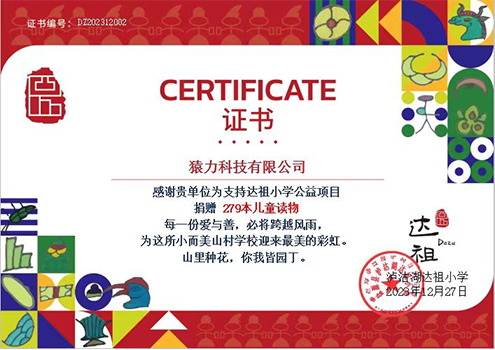 证书编号: DZ202312002
CERTIFICATE
证书
猿力科技有限公司
感谢贵单位为支持达祖小学公益项目
捐赠 279本儿童读物
每一份爱与善，必将跨越风雨，
为这所小而美山村学校迎来最美的彩虹。
山里种花，你我皆园丁。
达祖
Dazu
泸沽湖达祖小学
2023年12月27日